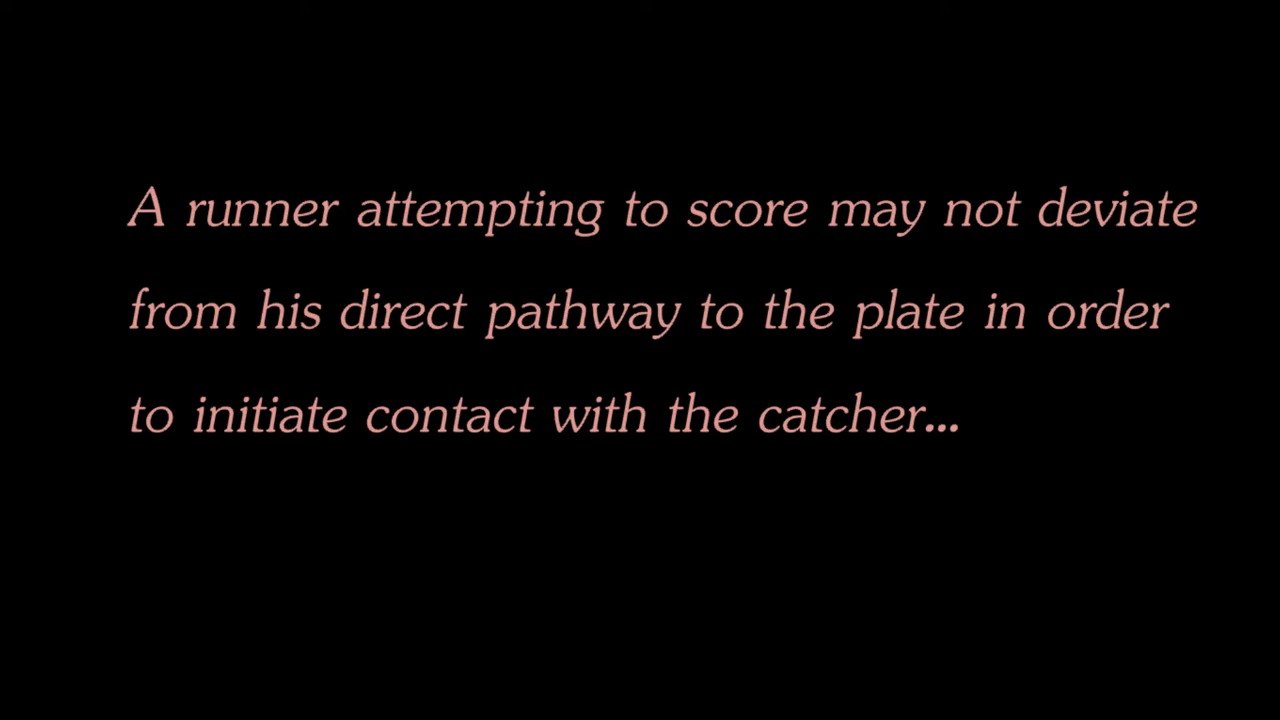 A runner attempting to score may not deviate
from his direct pathway to the plate in order
to initiate contact with the catcher...